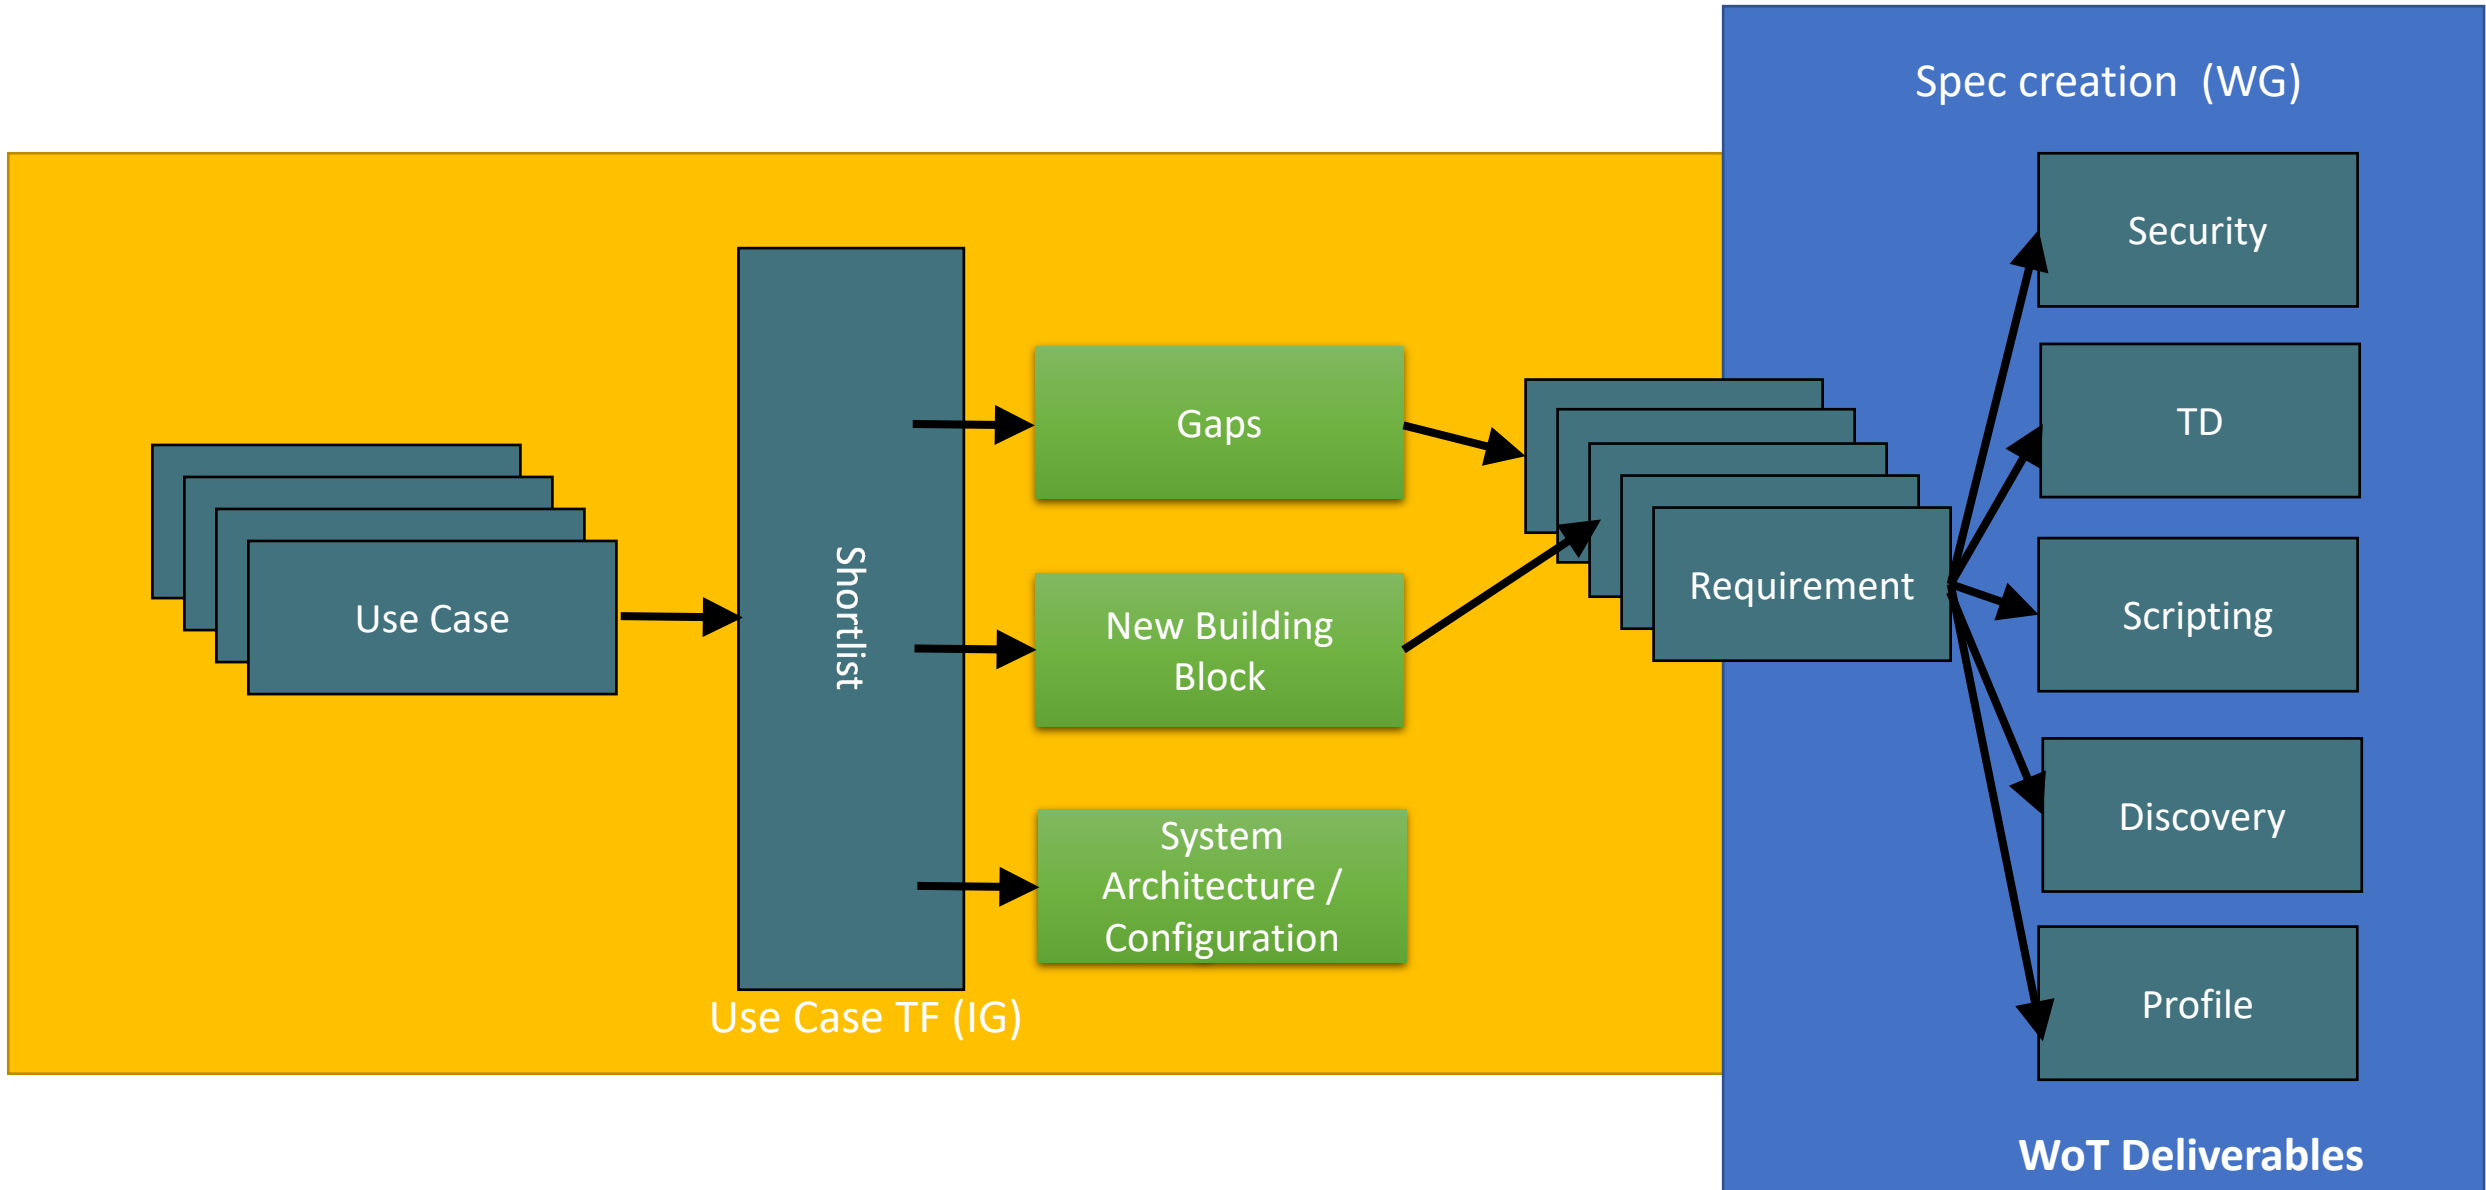 Spec creation (WG)
Security
Gaps
TD
Use Case
Shortlist
New Building
Block
Requirement
Scripting
System
Architecture /
Configuration
Discovery
Use Case TF (IG)
Profile
WoT Deliverables